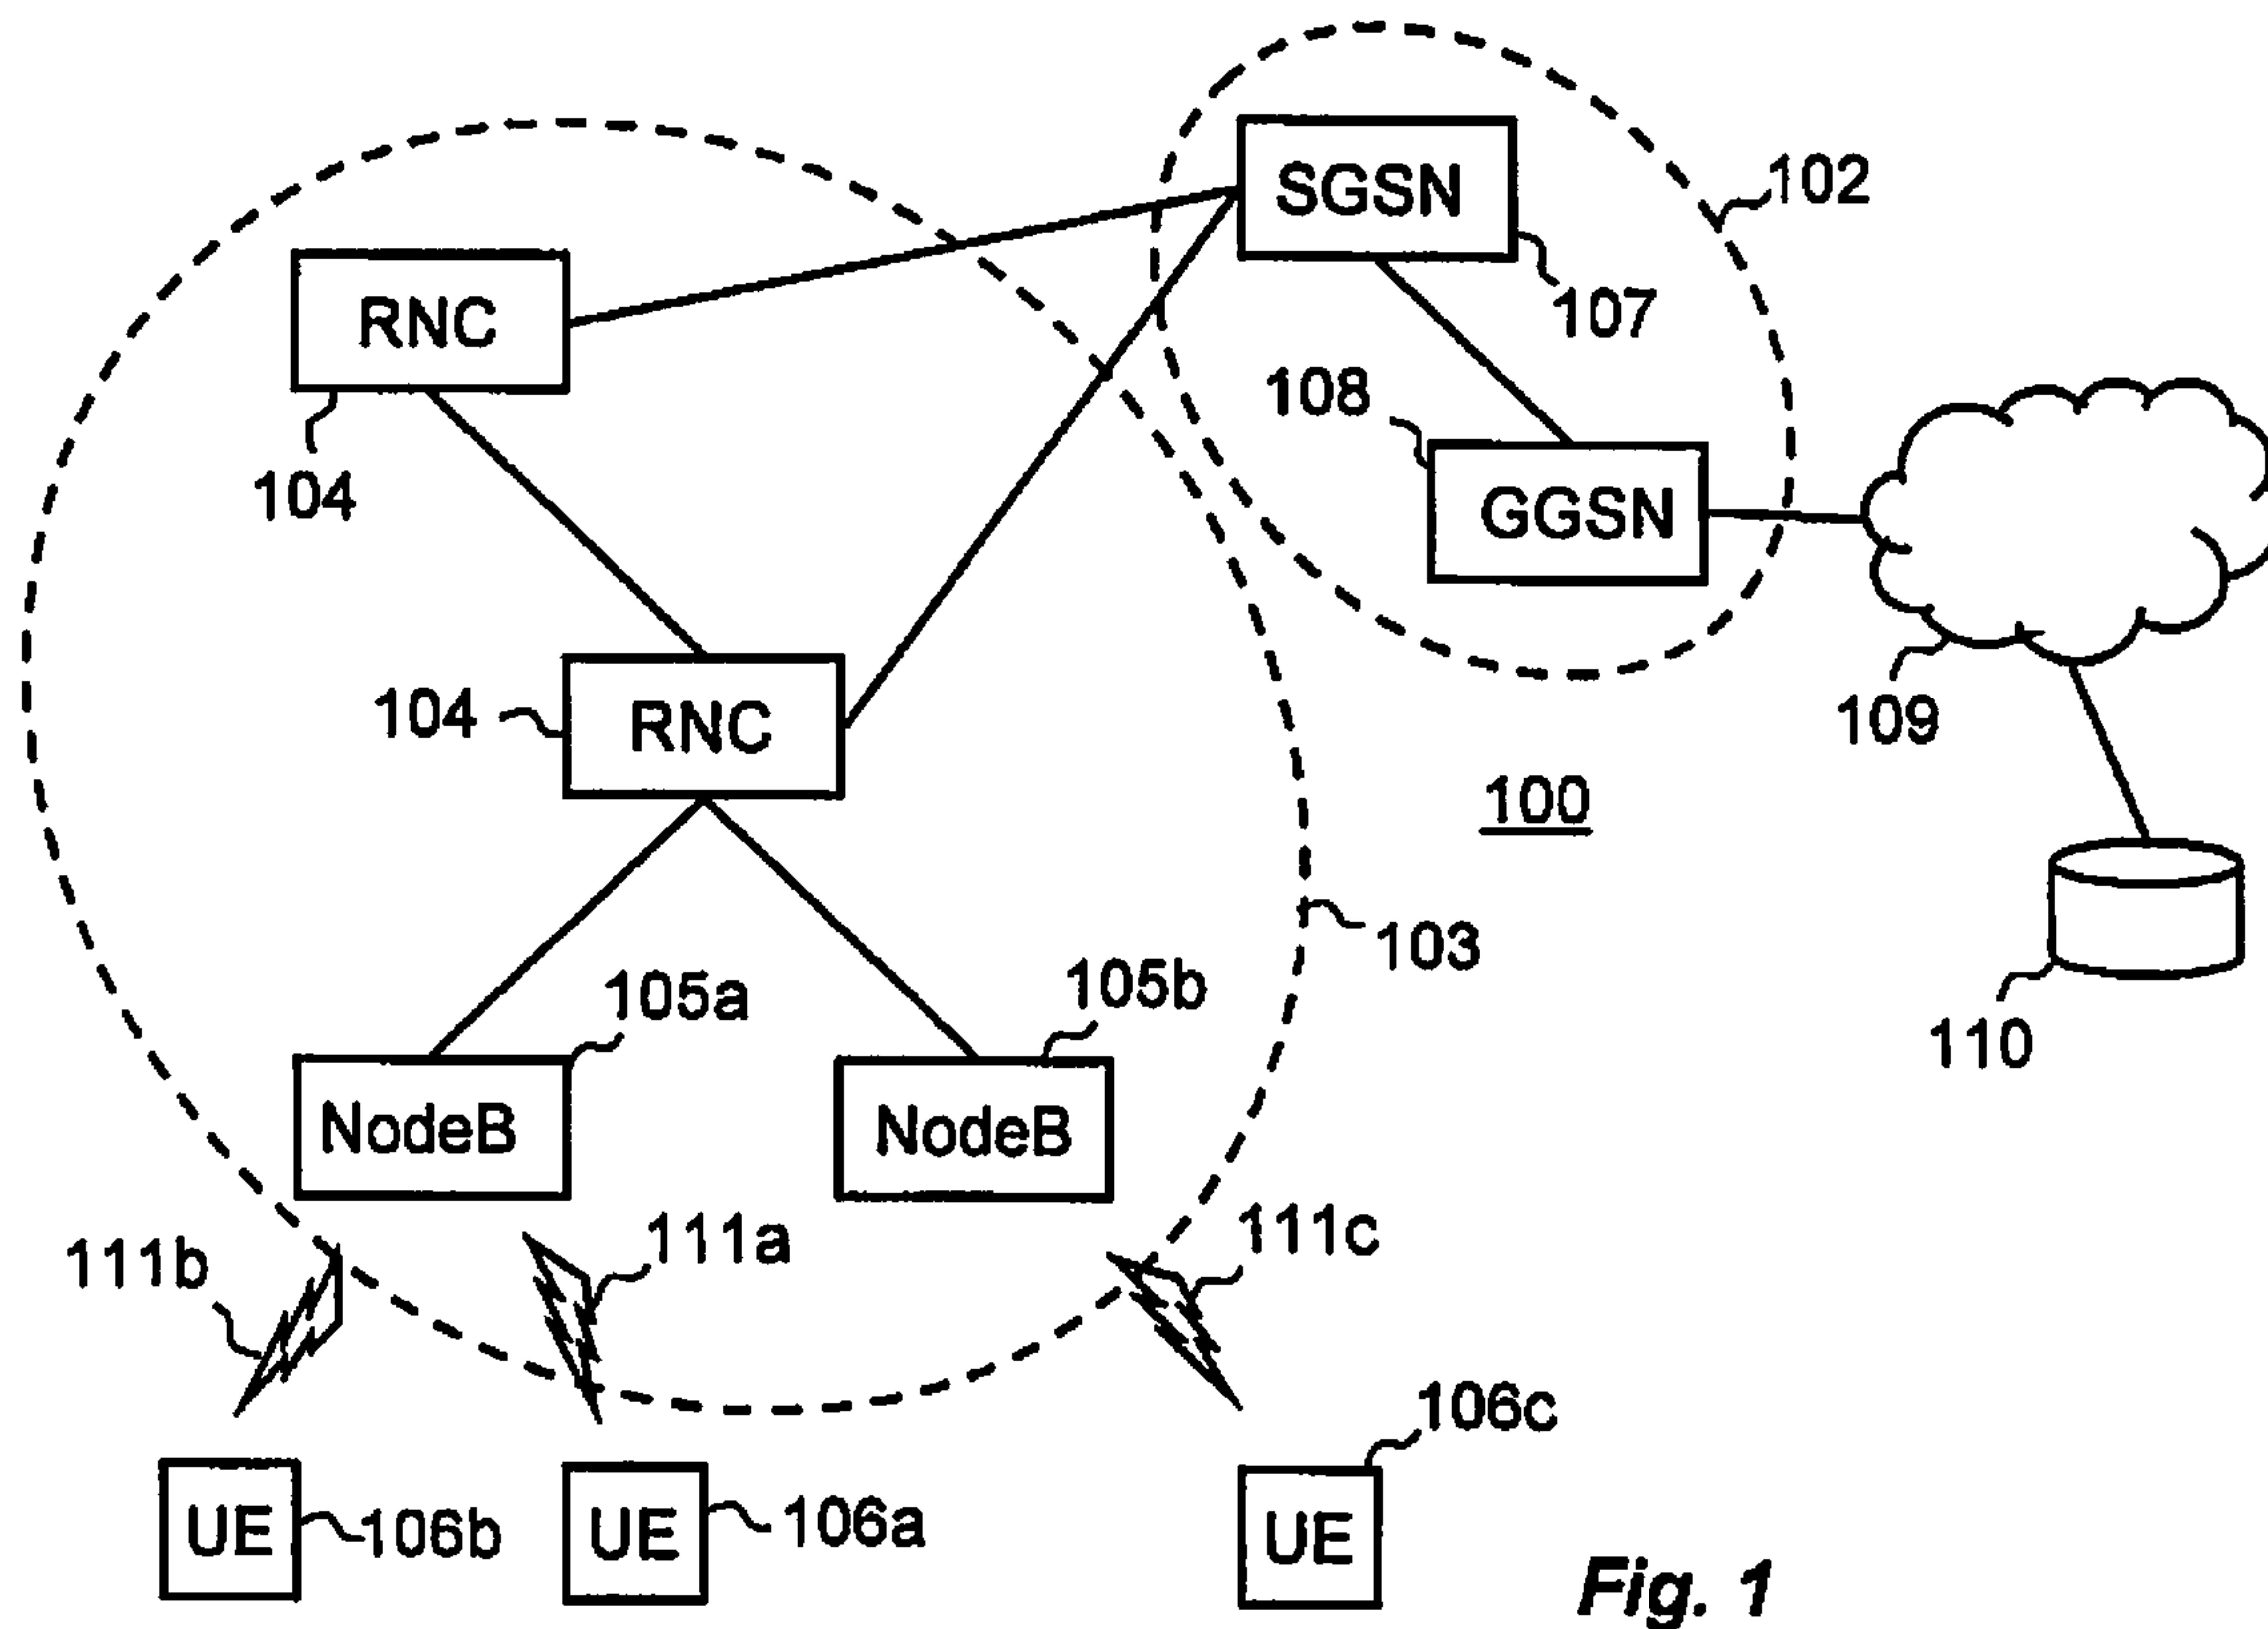 SGSN
102
RNC
107
108
104
GGSN
104
RNC
109
100
103
105a
105b
110
NodeB
NodeB
111b
111a
111c
106c
UE
106b
UE
106a
UE
Fig. 1